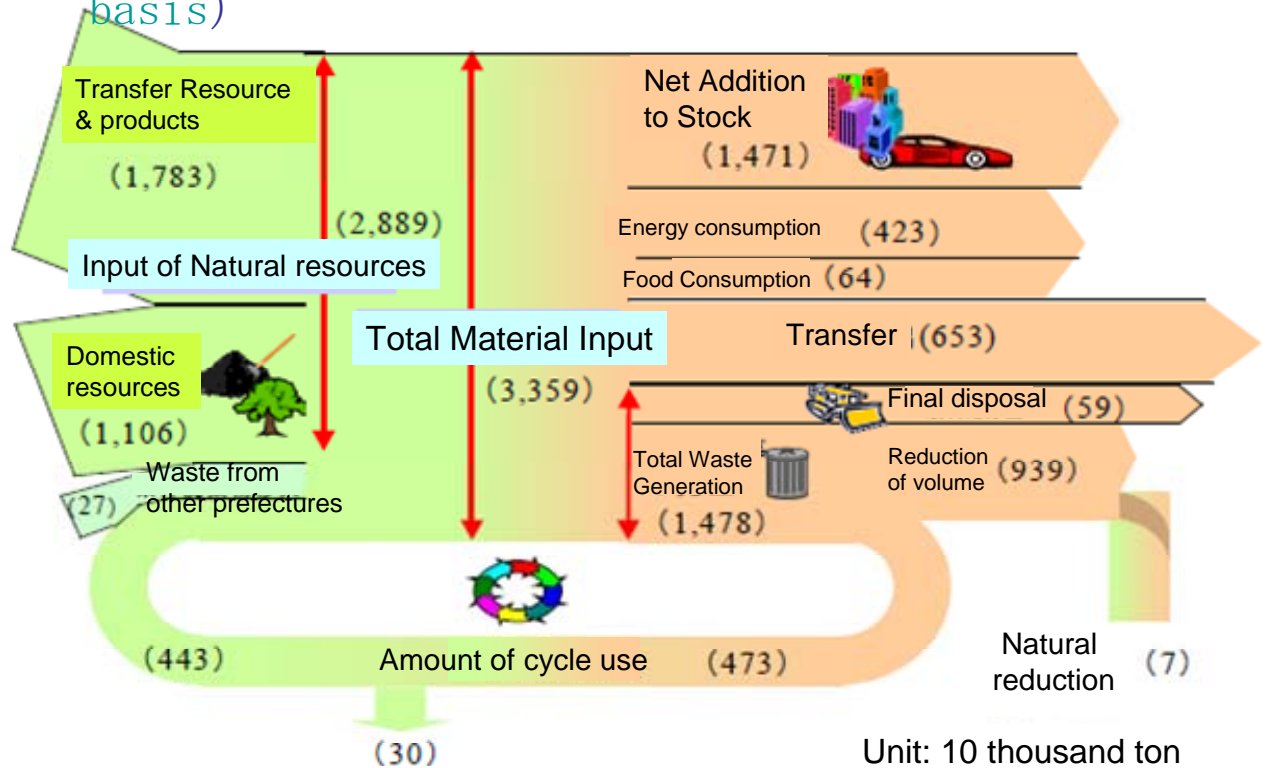 basis)
Transfer Resource
& products
(1,783)
(2,889)
Input of Natural resources
Net Addition
to Stock
(1,471)
Energy consumption (423)
Food Consumption (64)
Total Material Input
(3,359)
Transfer (653)
Domestic
resources
(1,106)
Final disposal (59)
Waste from
other prefectures
(27)
Total Waste
Generation
(1,478)
Reduction
of volume (939)
(443) Amount of cycle use (473)
Natural
reduction
(7)
(30)
Unit: 10 thousand ton